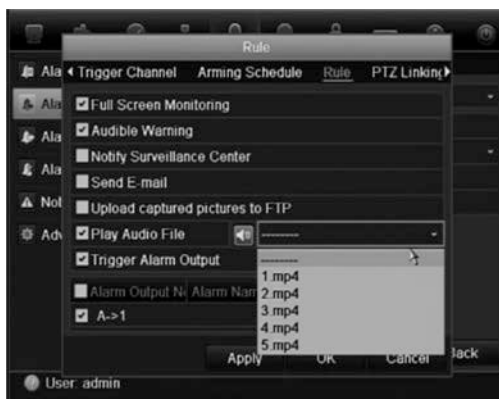 Rule
Trigger Channel Arming Schedule Rule PTZ Linking
Ala
Full Screen Monitoring
Ala
Audible Warning
Ala
Notify Surveillance Center
Ala
Send E-mail
Upload captured pictures to FTP
Not
Play Audio File --------
Adv
Trigger Alarm Output
--------
1.mp4
Alarm Output N Alarm Nam
2.mp4
3.mp4
A->1
4.mp4
5.mp4
Apply OK Cancel Back
User: admin